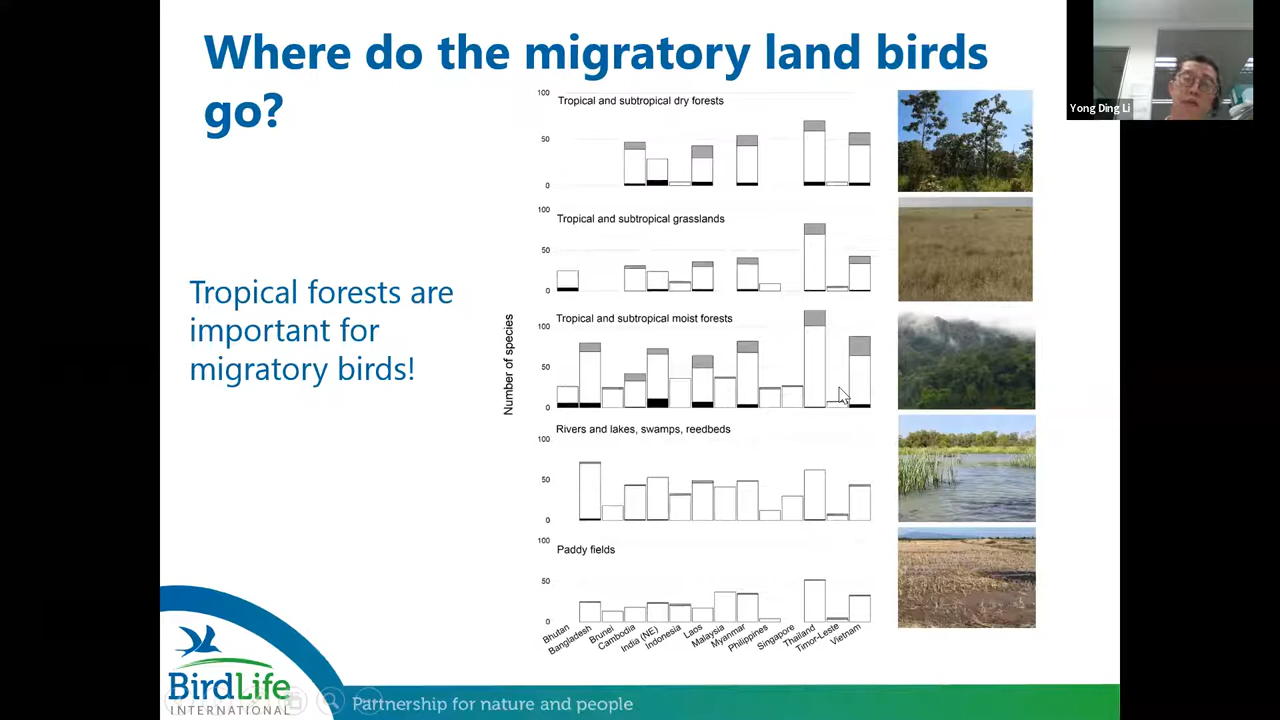 Where do the migratory land birds
go?
Yong Ding Li
100
Tropical and subtropical dry forests
50
0
100
Tropical and subtropical grasslands
50
0
Tropical forests are
important for
migratory birds!
Number of species
Tropical and subtropical moist forests
100
50
0
Rivers and lakes, swamps, reedbeds
100
50
0
100
Paddy fields
50
0
Bhutan
Bangladesh
Brunei
Cambodia
India (NE)
Indonesia
Laos
Malaysia
Myanmar
Philippines
Singapore
Thailand
Timor-Leste
Vietnam
BirdLife
INTERNATIONAL
Partnership for nature and people